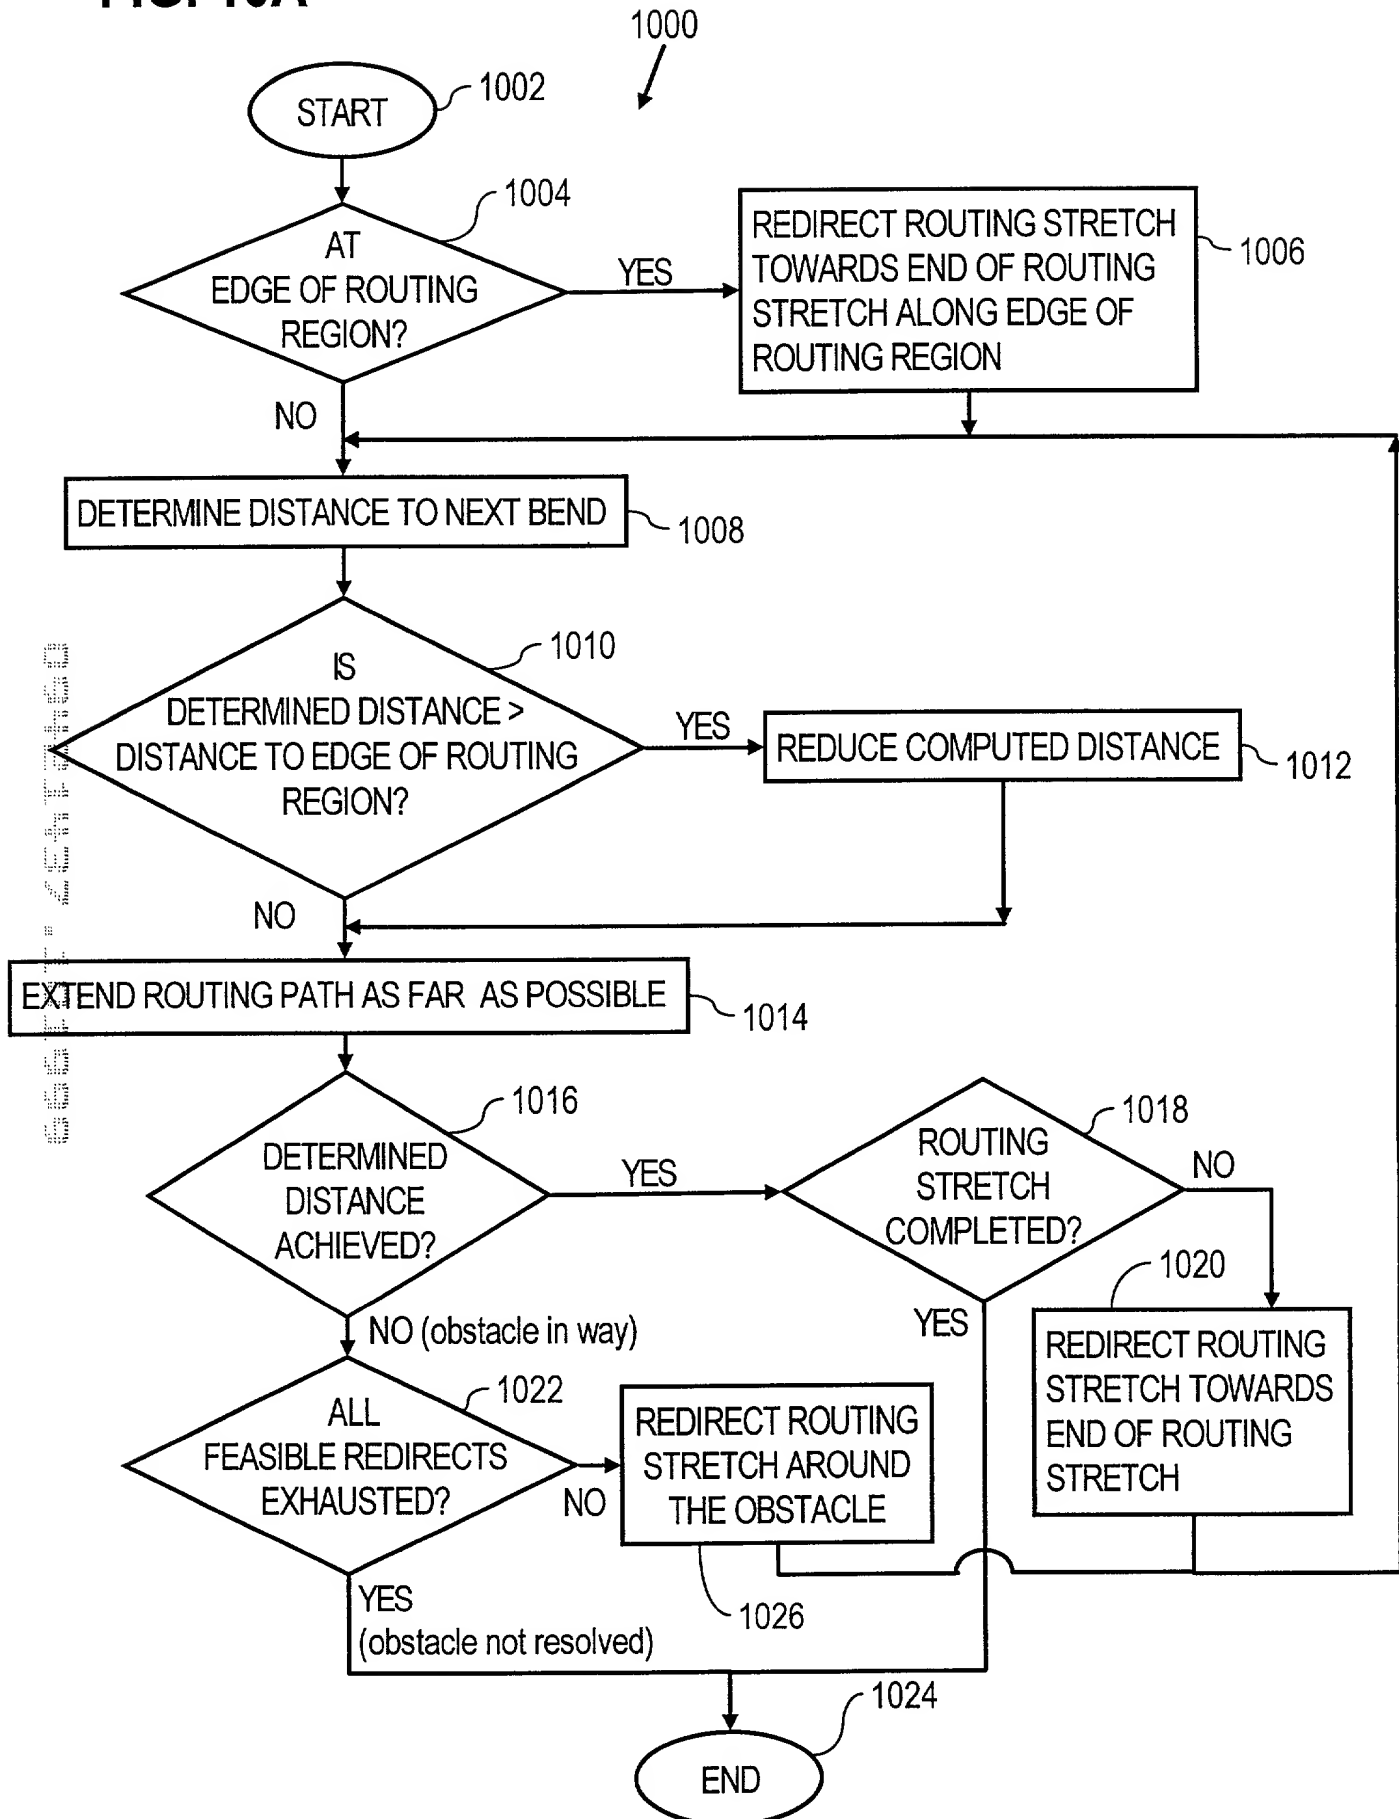 FIG. 10A
1000
START
1002
AT
EDGE OF ROUTING
REGION?
1004
YES
REDIRECT ROUTING STRETCH
TOWARDS END OF ROUTING
STRETCH ALONG EDGE OF
ROUTING REGION
1006
NO
DETERMINE DISTANCE TO NEXT BEND
1008
IS
DETERMINED DISTANCE >
DISTANCE TO EDGE OF ROUTING
REGION?
1010
YES
REDUCE COMPUTED DISTANCE
1012
NO
EXTEND ROUTING PATH AS FAR AS POSSIBLE
1014
DETERMINED
DISTANCE
ACHIEVED?
1016
YES
ROUTING
STRETCH
COMPLETED?
1018
NO
1020
REDIRECT ROUTING
STRETCH TOWARDS
END OF ROUTING
STRETCH
YES
NO (obstacle in way)
ALL
FEASIBLE REDIRECTS
EXHAUSTED?
1022
NO
REDIRECT ROUTING
STRETCH AROUND
THE OBSTACLE
1026
YES
(obstacle not resolved)
1024
END